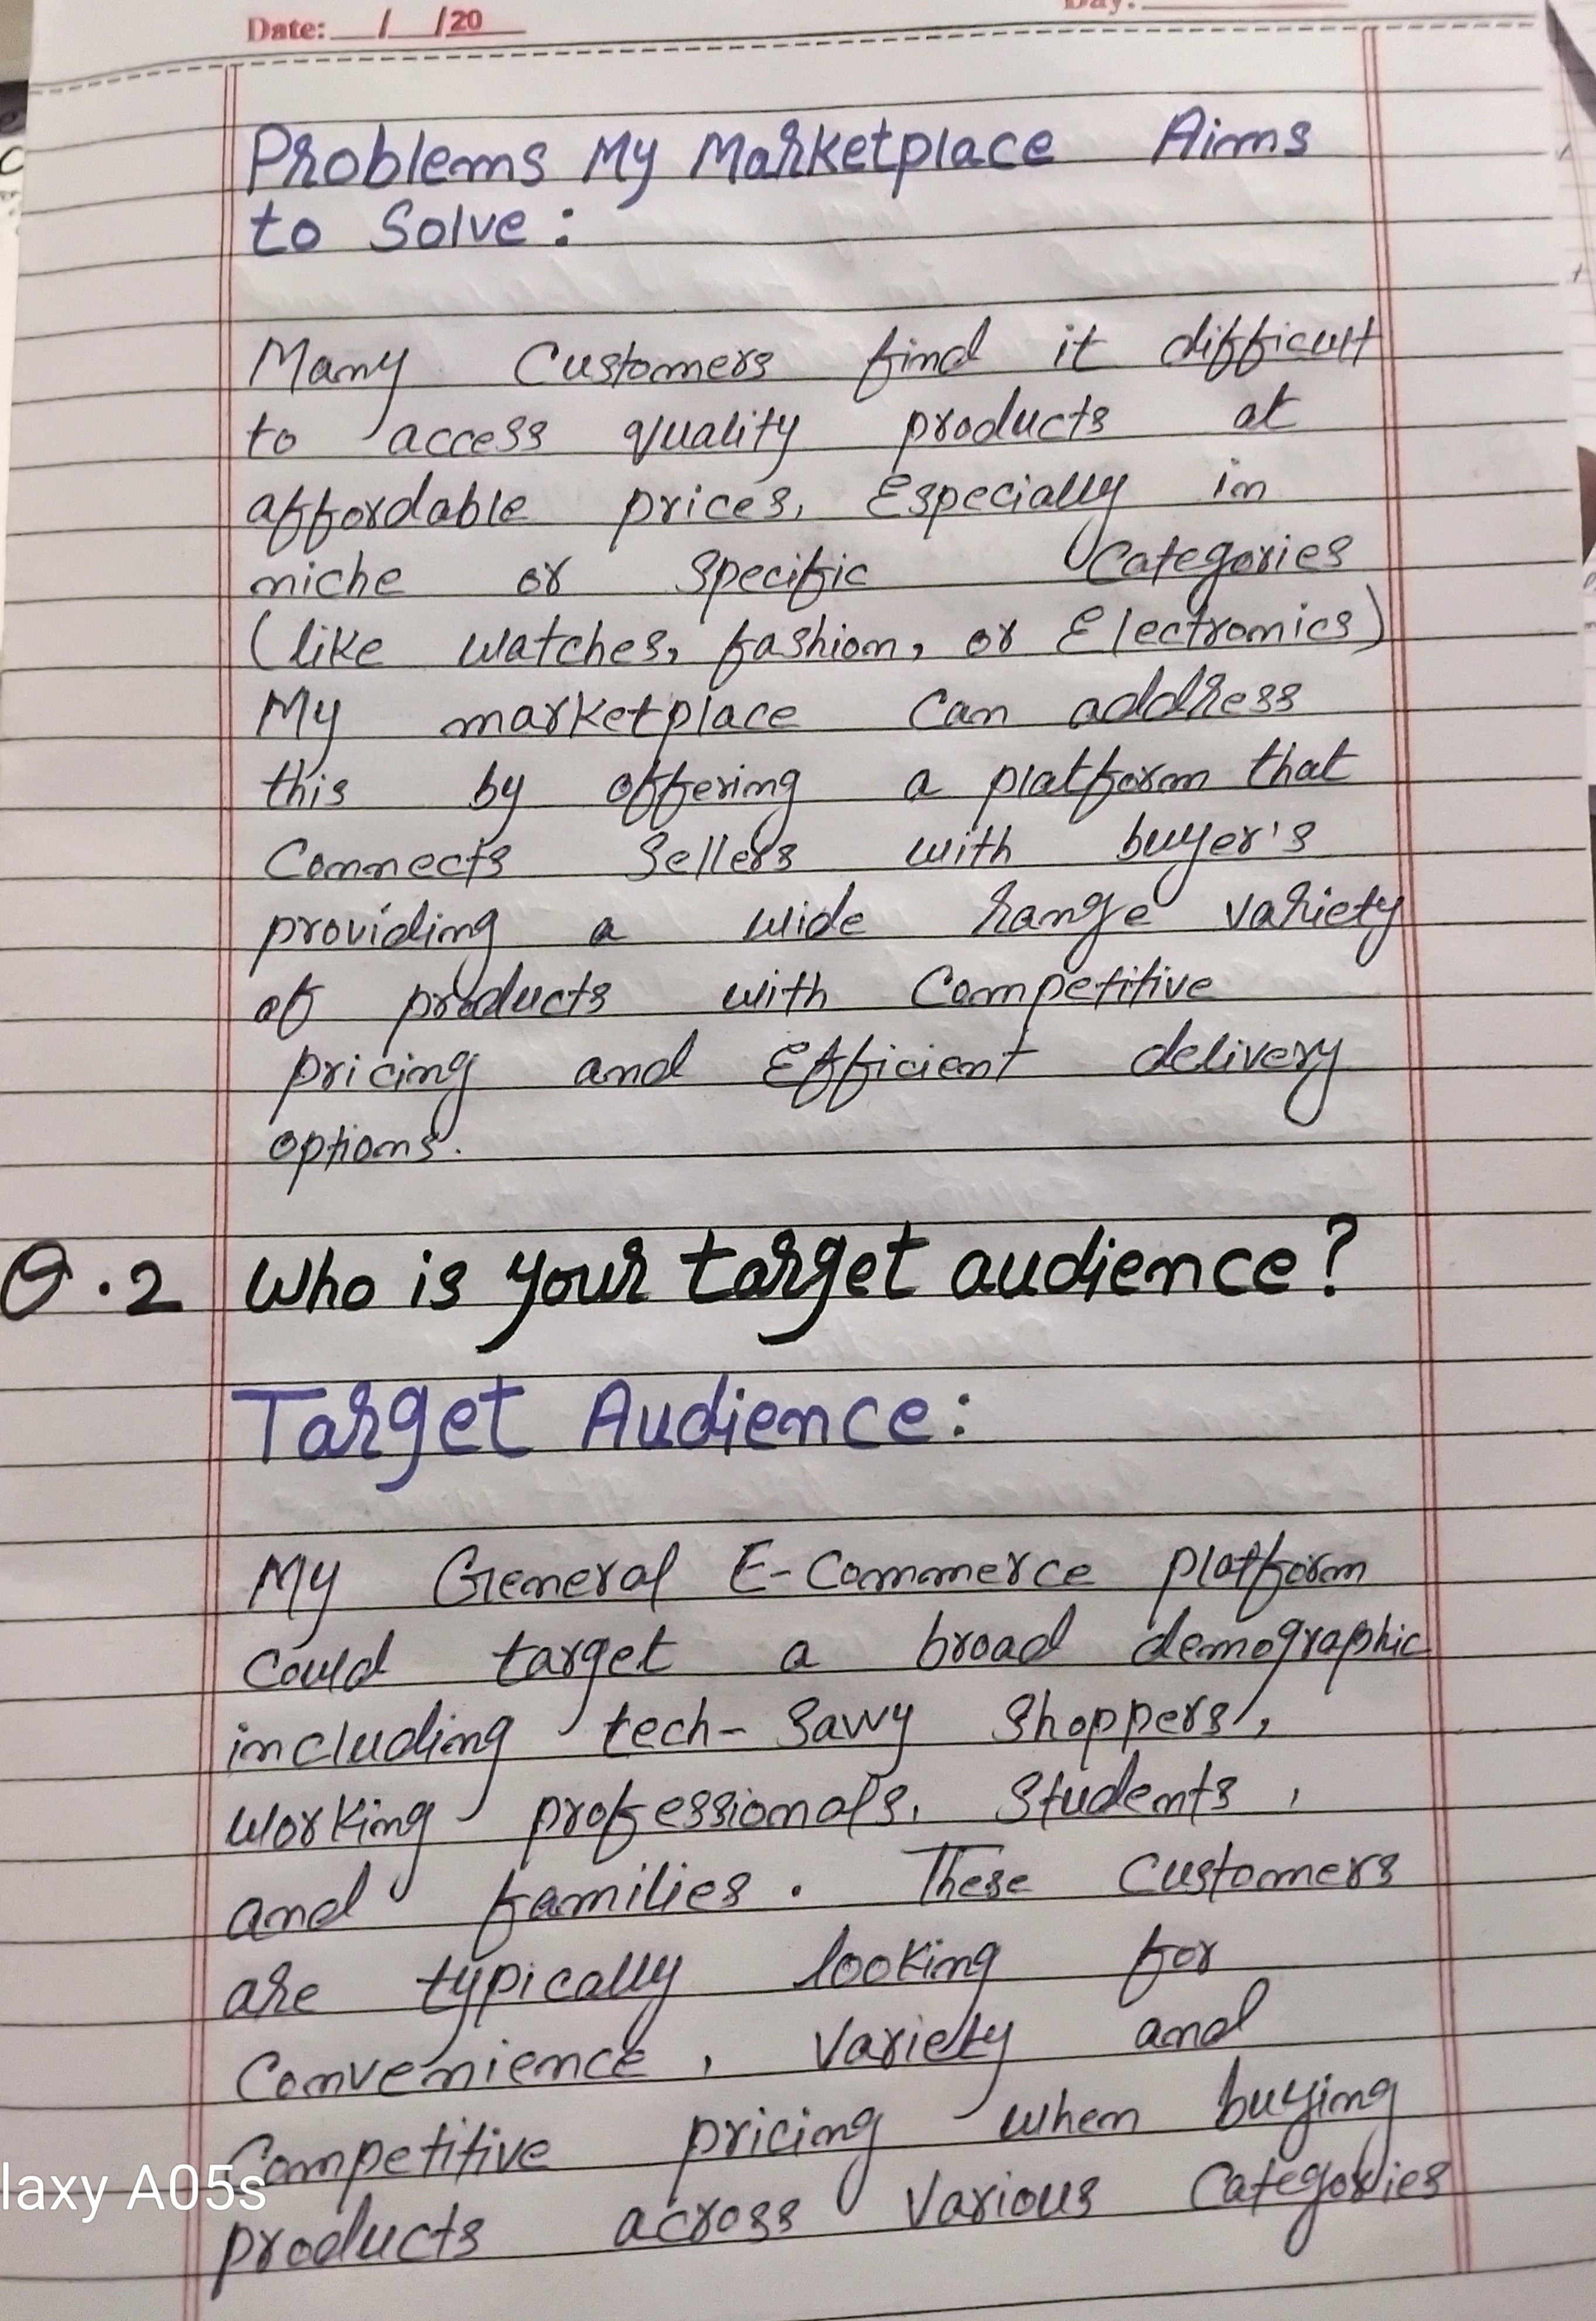 Date: __/__/20__
Day:
Problems My Marketplace Aims
to Solve:
Many Customers find it difficult
to access quality products at
affordable prices, Especially in
niche or Specific Categories
(like watches, fashion, or Electronics)
My marketplace Can address
this by offering a platform that
Connects Sellers with buyer's
providing a wide range variety
of products with Competitive
pricing and Efficient delivery
options.
Q.2 Who is your target audience?
Target Audience:
My General E-Commerce platform
Could target a broad demographic
including tech-Savvy Shoppers,
working professionals, Students,
and families. These Customers
are typically looking for
Convenience, Variety and
Competitive pricing when buying
products across Various Categories
laxy A05s